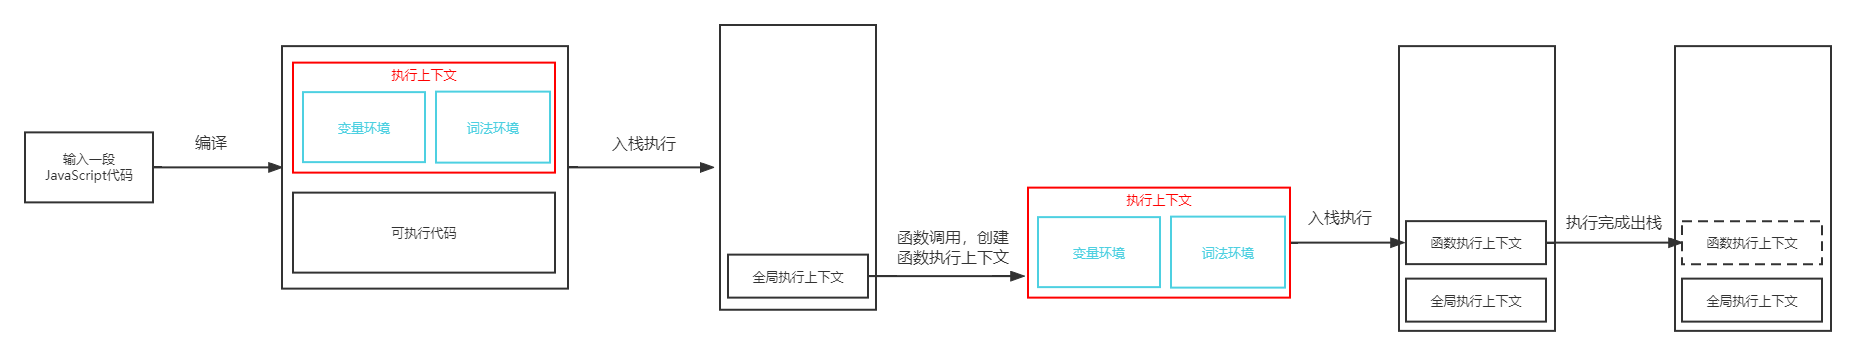 输入一段
JavaScript代码
编译
执行上下文
变量环境
词法环境
可执行代码
入栈执行
全局执行上下文
函数调用，创建
函数执行上下文
执行上下文
变量环境
词法环境
入栈执行
函数执行上下文
全局执行上下文
执行完成出栈
函数执行上下文
全局执行上下文